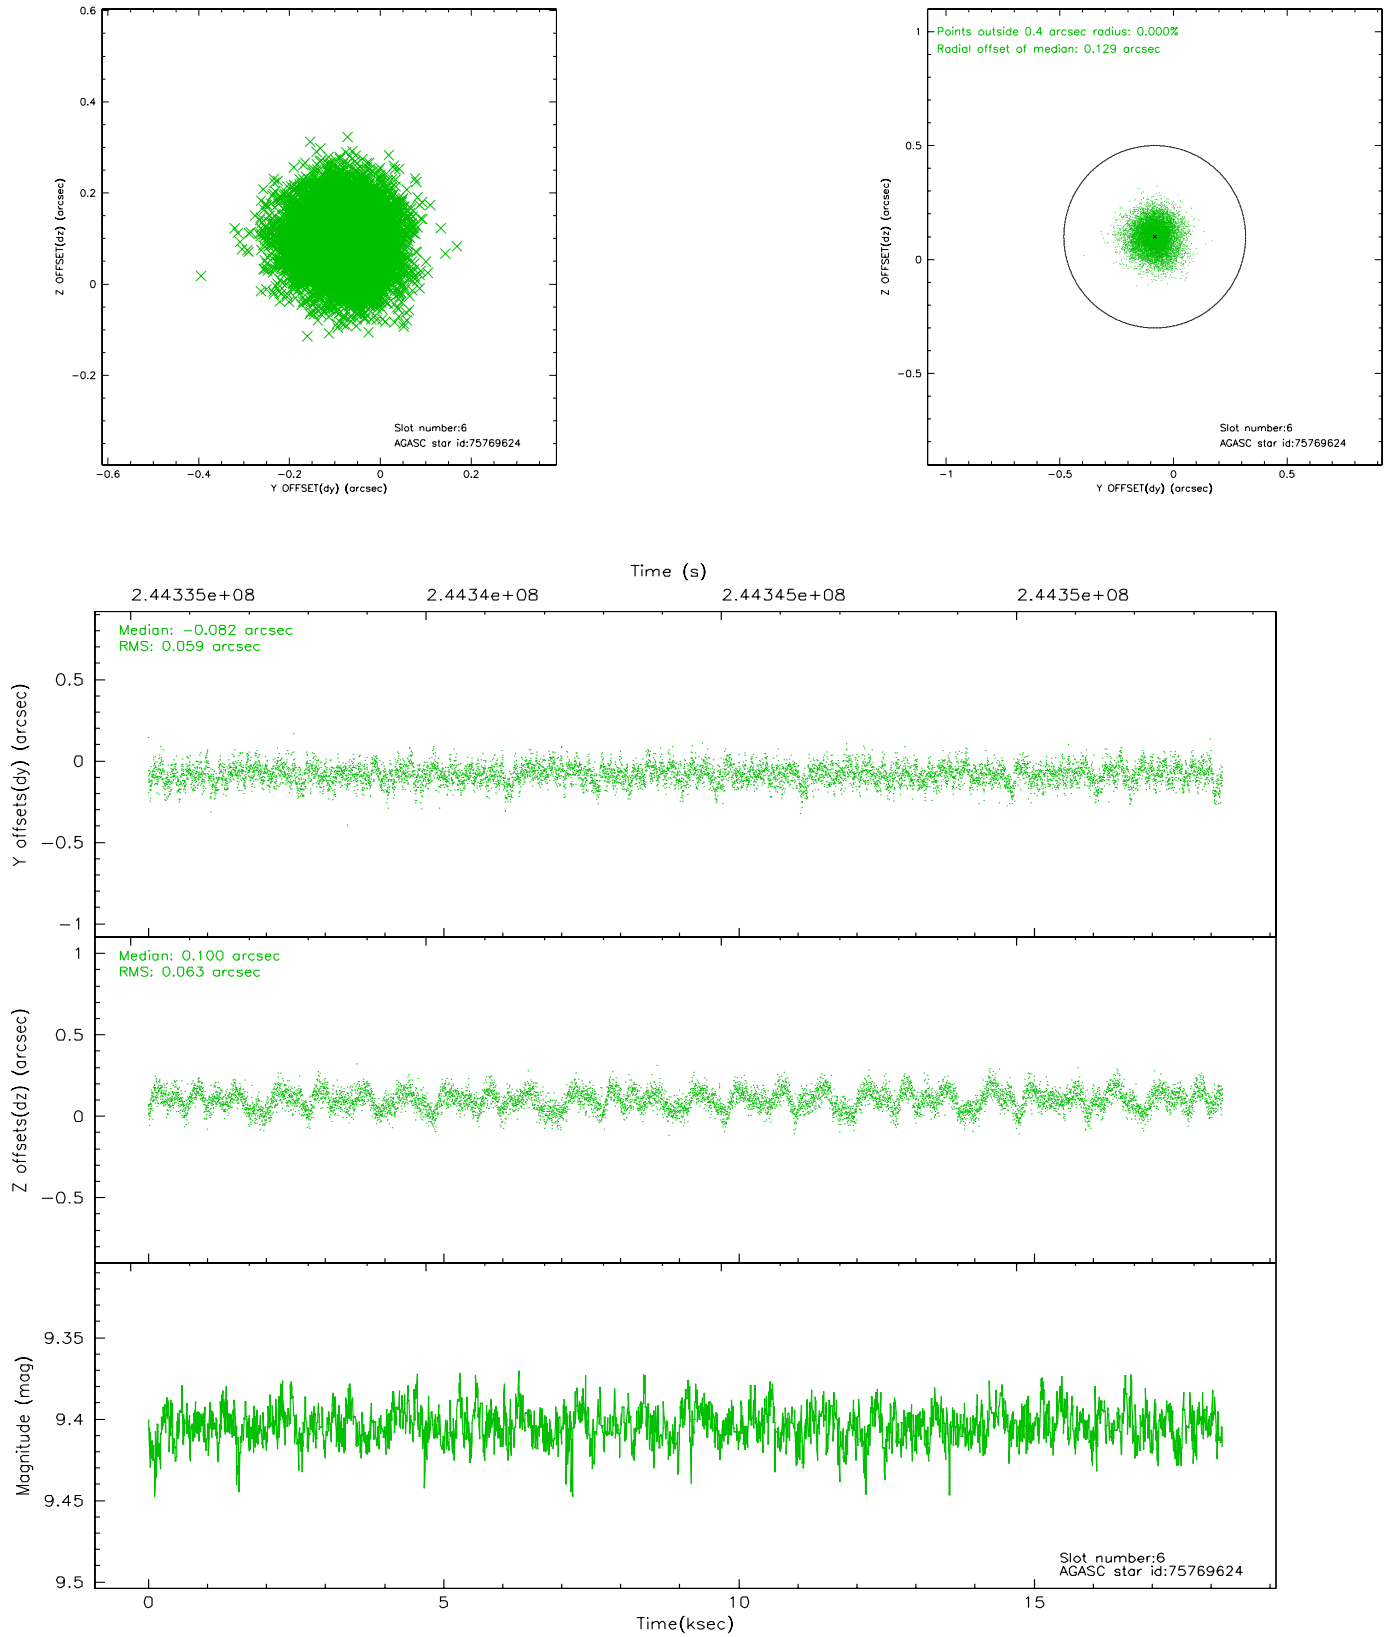 0.6
0.4
0.2
0
−0.2
Z OFFSET(dz) (arcsec)
Slot number:6
AGASC star id:75769624
−0.6 −0.4 −0.2 0 0.2
Y OFFSET(dy) (arcsec)
Points outside 0.4 arcsec radius: 0.000%
Radial offset of median: 0.129 arcsec
1
0.5
0
−0.5
Z OFFSET(dz) (arcsec)
Slot number:6
AGASC star id:75769624
−1 −0.5 0 0.5
Y OFFSET(dy) (arcsec)
Time (s)
2.44335e+08 2.4434e+08 2.44345e+08 2.4435e+08
Median: −0.082 arcsec
RMS: 0.059 arcsec
0.5
0
−0.5
−1
Y offsets(dy) (arcsec)
Median: 0.100 arcsec
RMS: 0.063 arcsec
1
0.5
0
−0.5
Z offsets(dz) (arcsec)
9.35
9.4
9.45
9.5
Magnitude (mag)
Slot number:6
AGASC star id:75769624
0 5 10 15
Time(ksec)